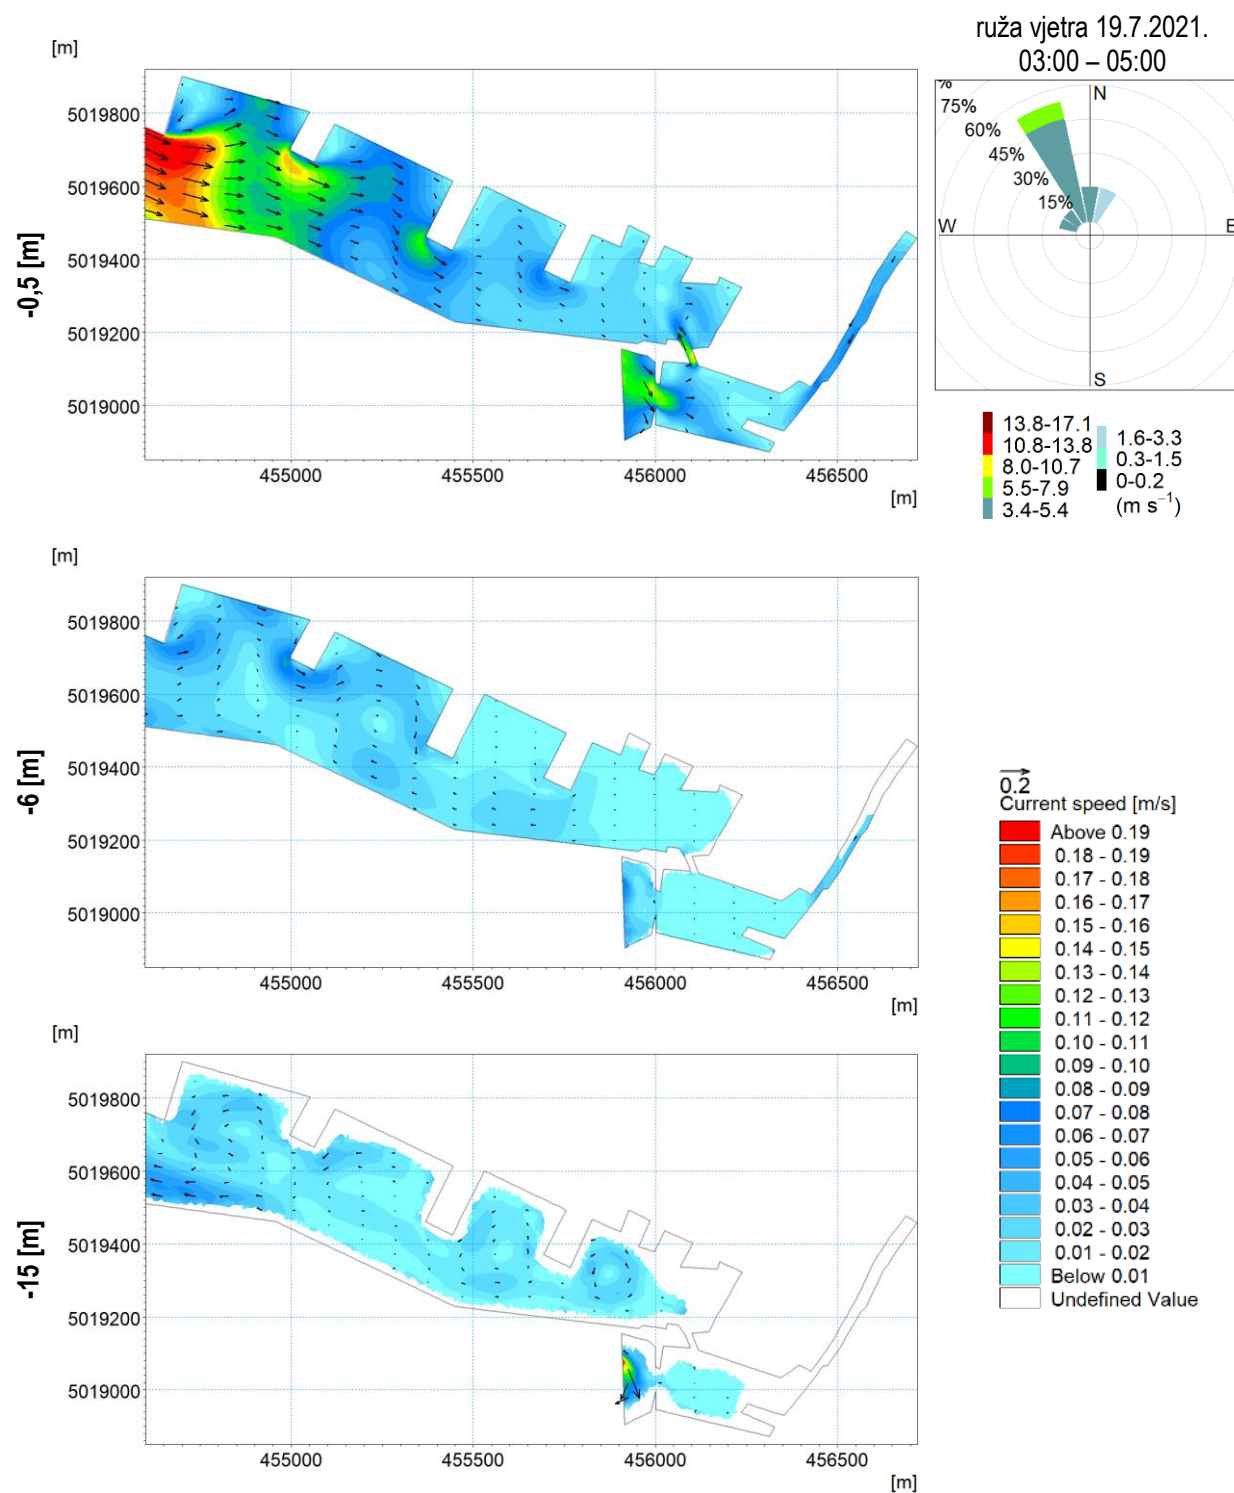 ruža vjetra 19.7.2021.
03:00 – 05:00
%
75%
60%
45%
30%
15%
N
W
E
S
13.8-17.1
10.8-13.8
8.0-10.7
5.5-7.9
3.4-5.4
1.6-3.3
0.3-1.5
0-0.2
(m s⁻¹)
-0,5 [m]
[m]
5019800
5019600
5019400
5019200
5019000
455000
455500
456000
456500
[m]
-6 [m]
[m]
5019800
5019600
5019400
5019200
5019000
455000
455500
456000
456500
[m]
-15 [m]
[m]
5019800
5019600
5019400
5019200
5019000
455000
455500
456000
456500
[m]
0.2
Current speed [m/s]
Above 0.19
0.18 - 0.19
0.17 - 0.18
0.16 - 0.17
0.15 - 0.16
0.14 - 0.15
0.13 - 0.14
0.12 - 0.13
0.11 - 0.12
0.10 - 0.11
0.09 - 0.10
0.08 - 0.09
0.07 - 0.08
0.06 - 0.07
0.05 - 0.06
0.04 - 0.05
0.03 - 0.04
0.02 - 0.03
0.01 - 0.02
Below 0.01
Undefined Value